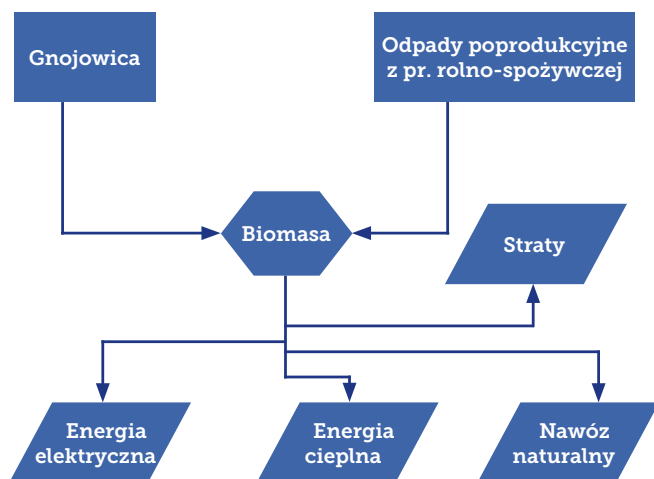 Gnojowica
Odpady poprodukcyjne
z pr. rolno-spożywczej
Biomasa
Straty
Energia
elektryczna
Energia
cieplna
Nawóz
naturalny